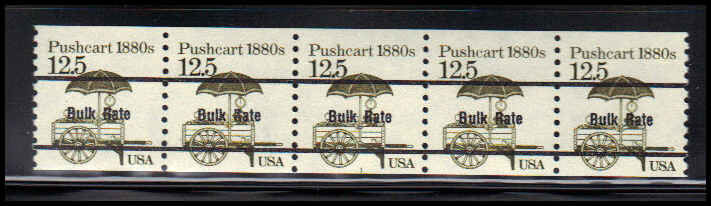 Pushcart 1880s Pushcart 1880s Pushcart 1880s Pushcart 1880s Pushcart 1880s
12.5 12.5 12.5 12.5 12.5
Bulk Rate Bulk Rate Bulk Rate Bulk Rate Bulk Rate
USA USA USA USA USA
1